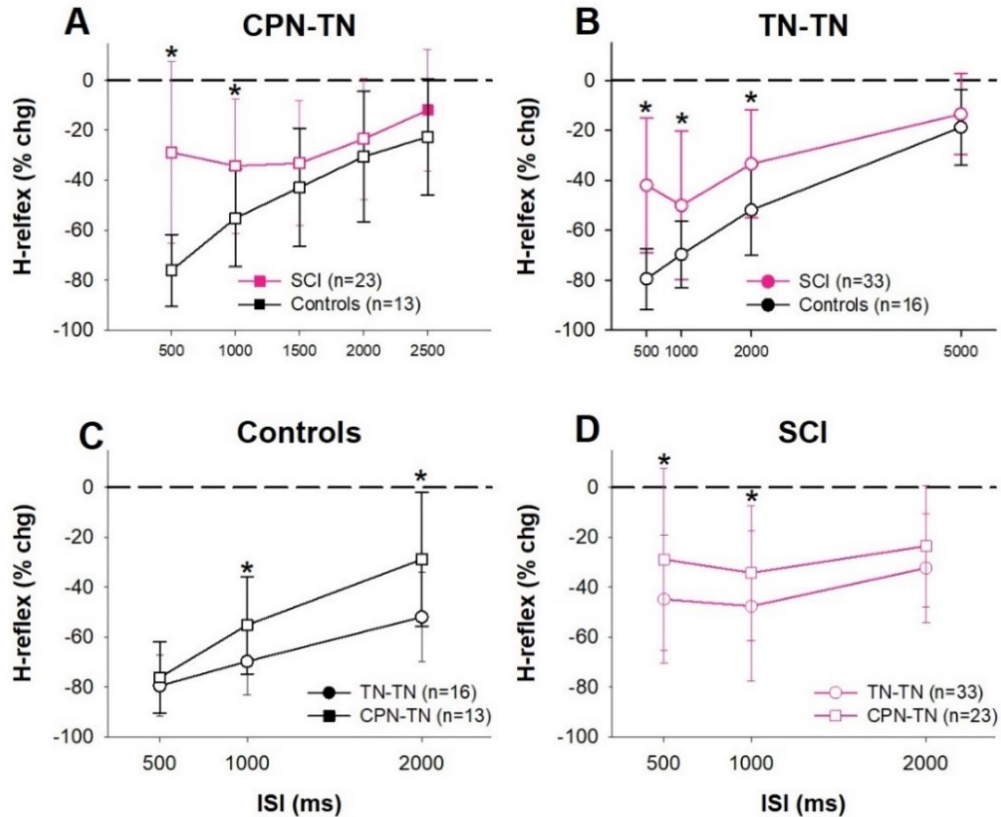 A
CPN-TN
*
*
0
-20
-40
-60
-80
-100
H-relfex (% chg)
SCI (n=23)
Controls (n=13)
500 1000 1500 2000 2500
B
TN-TN
*
*
*
0
-20
-40
-60
-80
-100
H-relfex (% chg)
SCI (n=33)
Controls (n=16)
500 1000 2000 5000
C
Controls
*
*
0
-20
-40
-60
-80
-100
H-reflex (% chg)
TN-TN (n=16)
CPN-TN (n=13)
500 1000 2000
ISI (ms)
D
SCI
*
*
0
-20
-40
-60
-80
-100
H-reflex (% chg)
TN-TN (n=33)
CPN-TN (n=23)
500 1000 2000
ISI (ms)